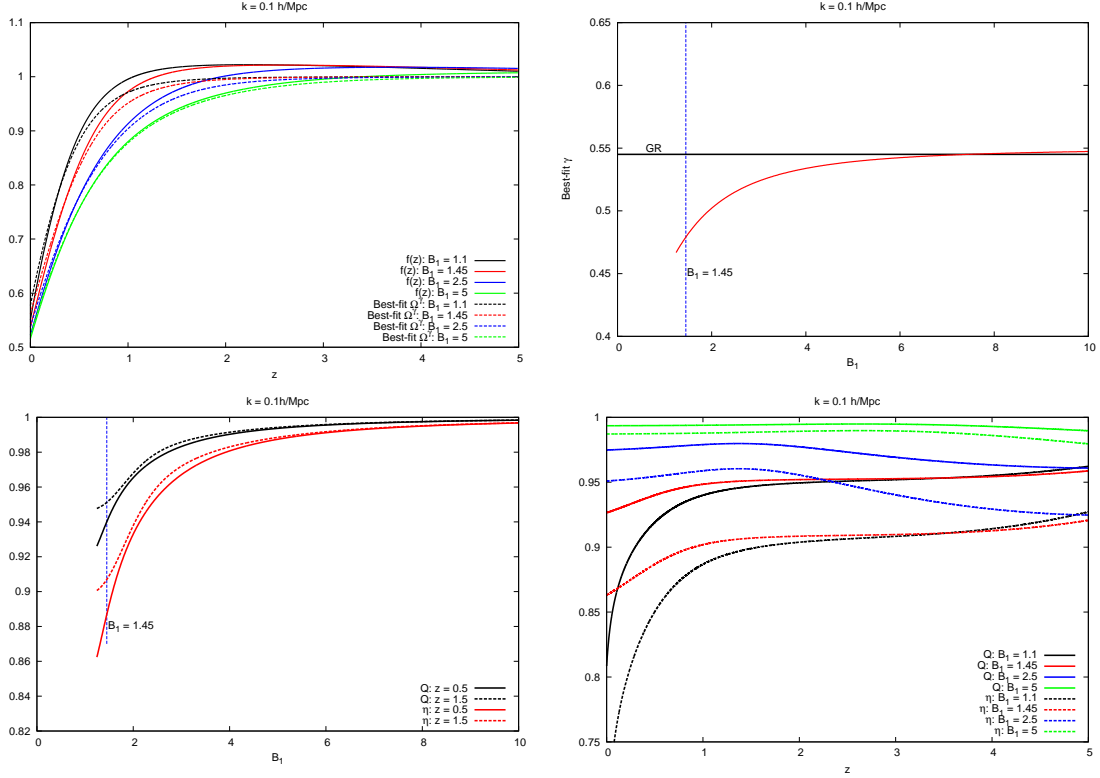 k = 0.1 h/Mpc
1.1
1
0.9
0.8
0.7
0.6
0.5
0 1 2 3 4 5
z
f(z): B₁ = 1.1
f(z): B₁ = 1.45
f(z): B₁ = 2.5
f(z): B₁ = 5
Best-fit Ω^γ: B₁ = 1.1
Best-fit Ω^γ: B₁ = 1.45
Best-fit Ω^γ: B₁ = 2.5
Best-fit Ω^γ: B₁ = 5
k = 0.1 h/Mpc
Best-fit γ
0.65
0.6
0.55
0.5
0.45
0.4
GR
B₁ = 1.45
0 2 4 6 8 10
B₁
k = 0.1h/Mpc
1
0.98
0.96
0.94
0.92
0.9
0.88
0.86
0.84
0.82
B₁ = 1.45
Q: z = 0.5
Q: z = 1.5
η: z = 0.5
η: z = 1.5
0 2 4 6 8 10
B₁
k = 0.1 h/Mpc
1
0.95
0.9
0.85
0.8
0.75
Q: B₁ = 1.1
Q: B₁ = 1.45
Q: B₁ = 2.5
Q: B₁ = 5
η: B₁ = 1.1
η: B₁ = 1.45
η: B₁ = 2.5
η: B₁ = 5
0 1 2 3 4 5
z